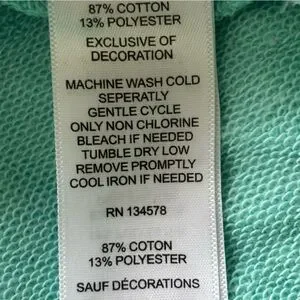 87% COTTON
13% POLYESTER
EXCLUSIVE OF
DECORATION
MACHINE WASH COLD
SEPERATLY
GENTLE CYCLE
ONLY NON CHLORINE
BLEACH IF NEEDED
TUMBLE DRY LOW
REMOVE PROMPTLY
COOL IRON IF NEEDED
RN 134578
87% COTON
13% POLYESTER
SAUF DÉCORATIONS